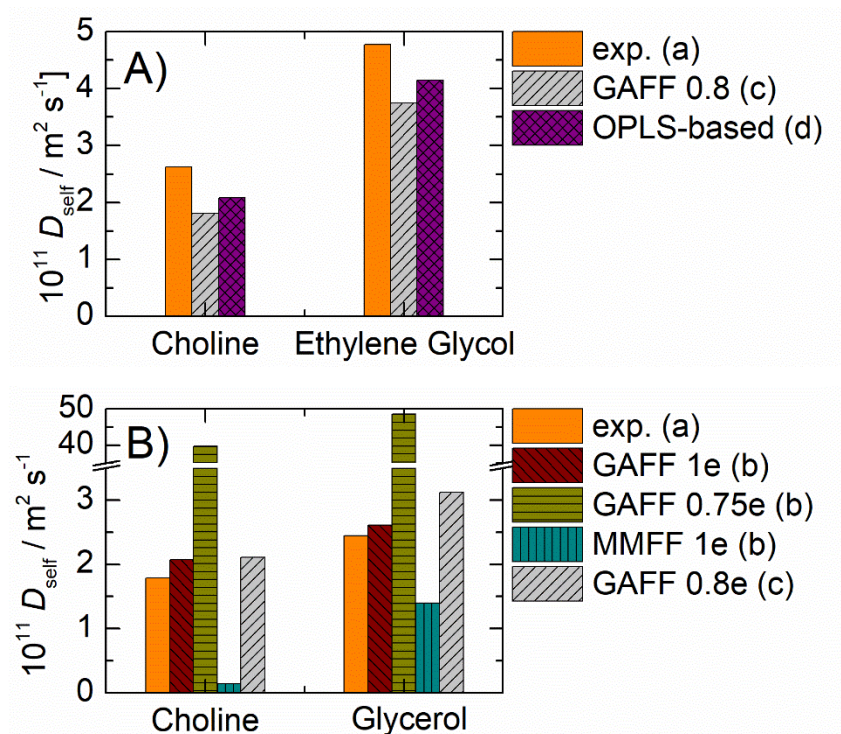 A)
10¹¹ D_self / m² s⁻¹]
5
4
3
2
1
0
Choline Ethylene Glycol
exp. (a)
GAFF 0.8 (c)
OPLS-based (d)
B)
10¹¹ D_self / m² s⁻¹
50
40
3
2
1
0
Choline Glycerol
exp. (a)
GAFF 1e (b)
GAFF 0.75e (b)
MMFF 1e (b)
GAFF 0.8e (c)